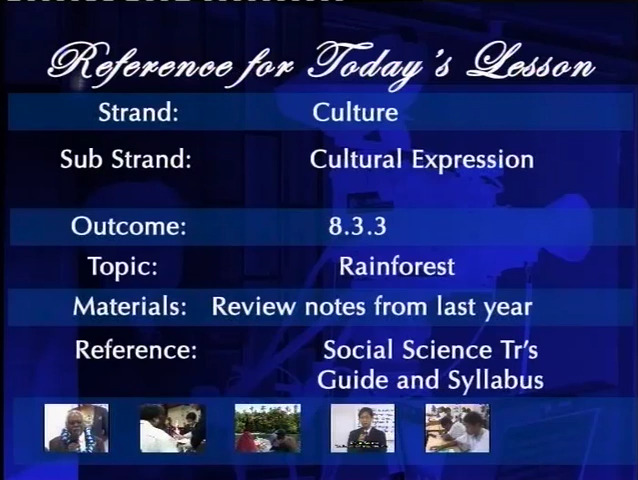 Reference for Today's Lesson
Strand: Culture
Sub Strand: Cultural Expression
Outcome: 8.3.3
Topic: Rainforest
Materials: Review notes from last year
Reference: Social Science Tr's
Guide and Syllabus